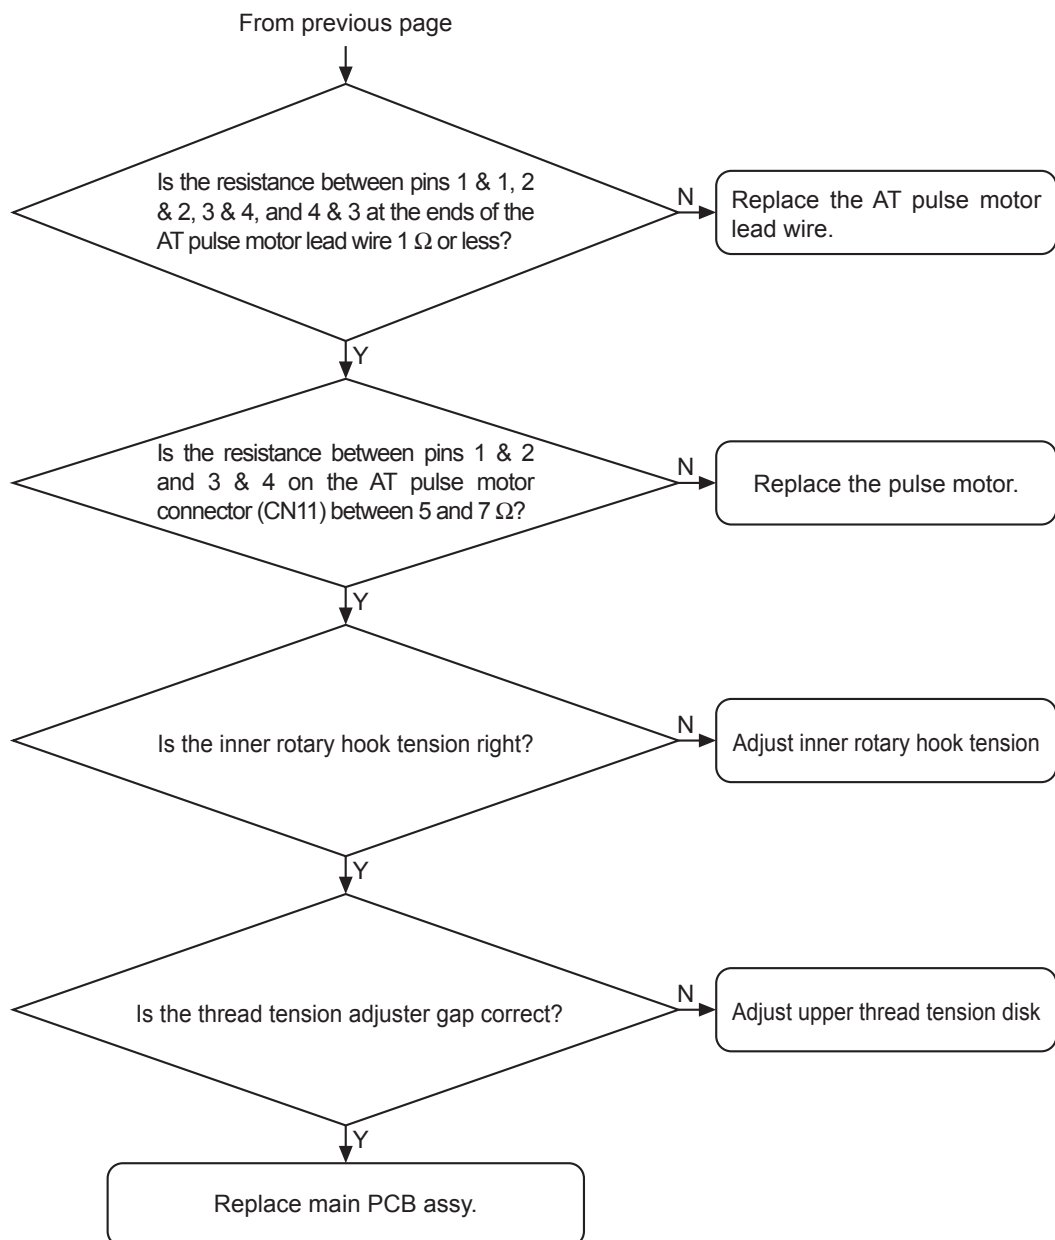 From previous page
Is the resistance between pins 1 & 1, 2
& 2, 3 & 4, and 4 & 3 at the ends of the
AT pulse motor lead wire 1 Ω or less?
N
Replace the AT pulse motor
lead wire.
Y
Is the resistance between pins 1 & 2
and 3 & 4 on the AT pulse motor
connector (CN11) between 5 and 7 Ω?
N
Replace the pulse motor.
Y
Is the inner rotary hook tension right?
N
Adjust inner rotary hook tension
Y
Is the thread tension adjuster gap correct?
N
Adjust upper thread tension disk
Y
Replace main PCB assy.